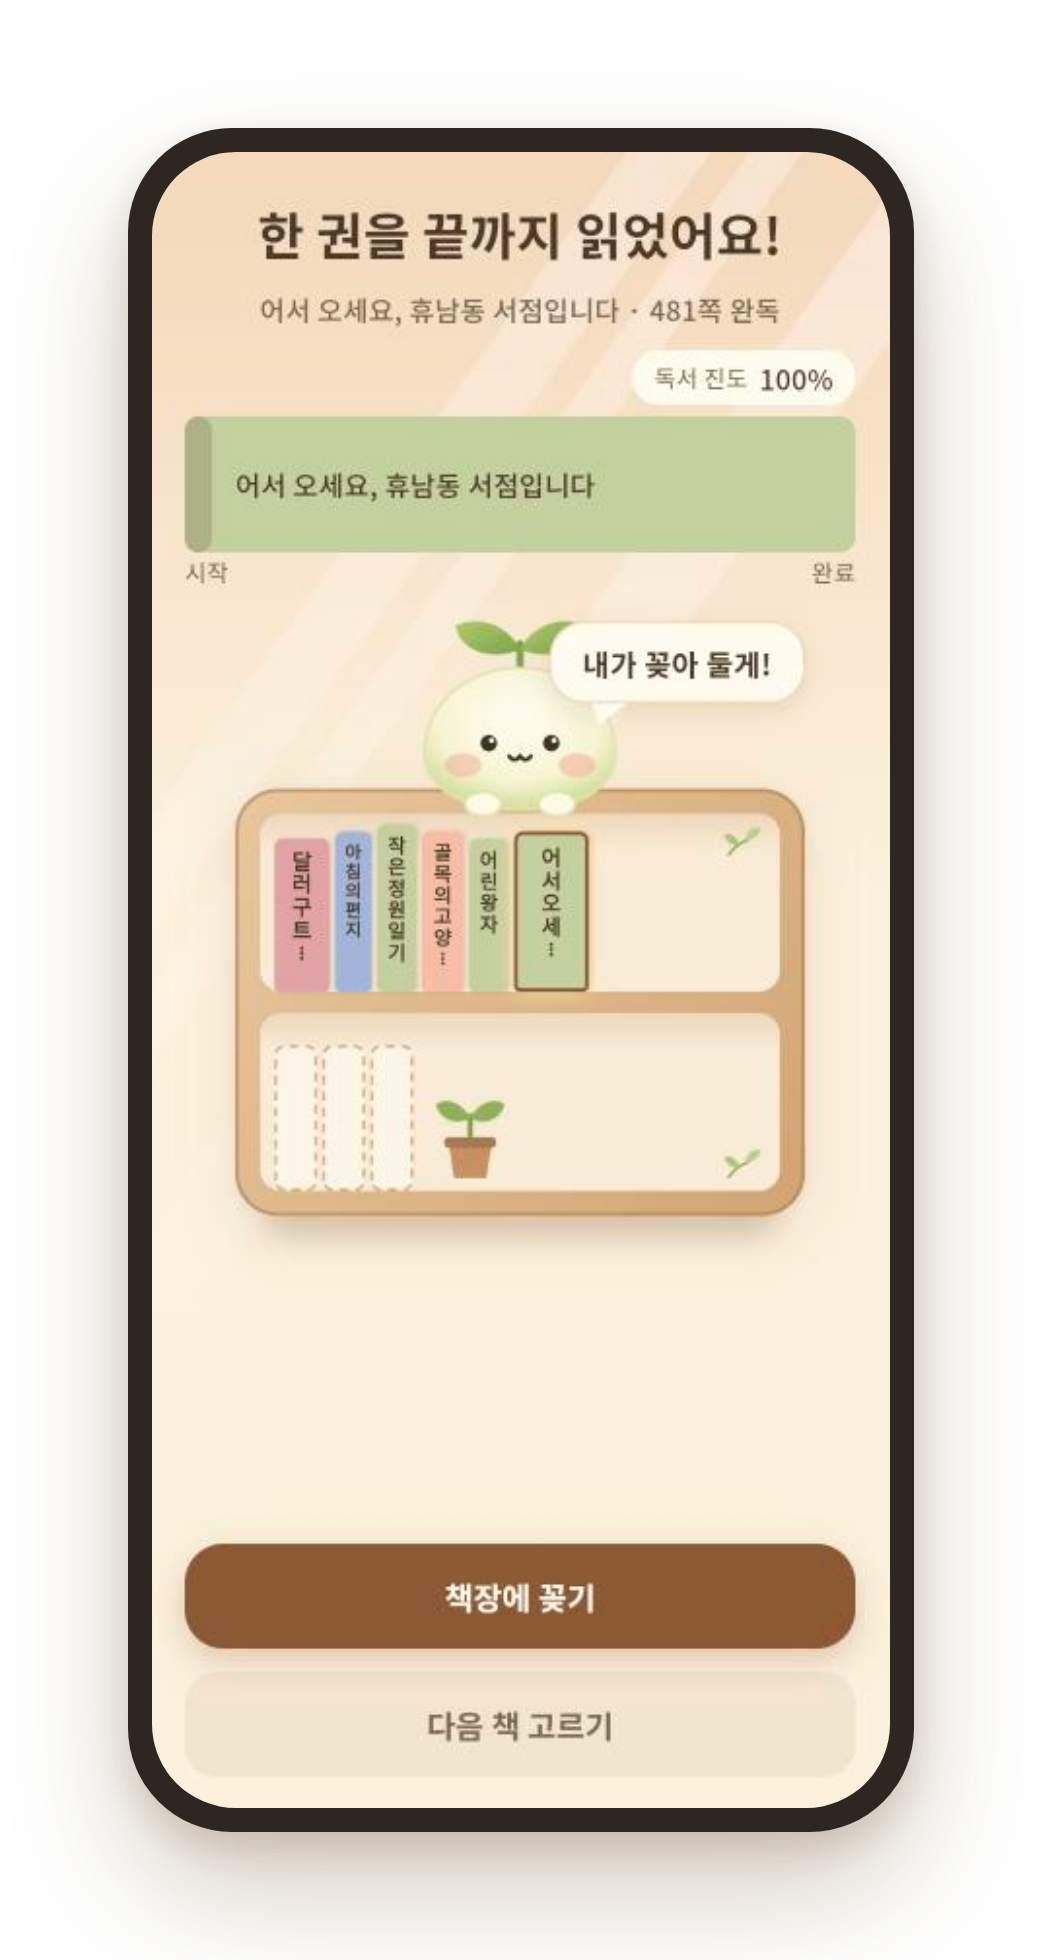 한 권을 끝까지 읽었어요!
어서 오세요, 휴남동 서점입니다 · 481쪽 완독
독서 진도 100%
어서 오세요, 휴남동 서점입니다
시작
완료
내가 꽂아 둘게!
달러구트…
아침의편지
작은정원일기
골목의고양…
어린왕자
어서오세…
책장에 꽂기
다음 책 고르기